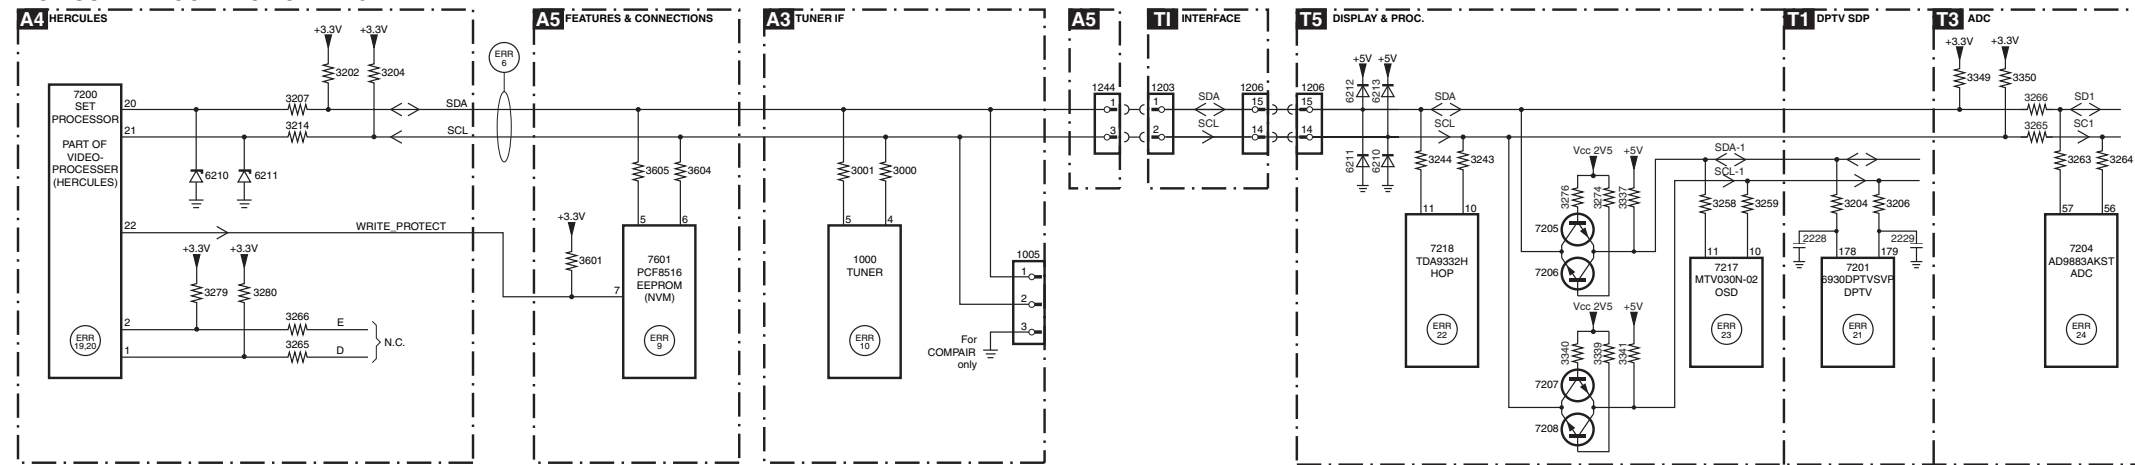 A4 HERCULES
+3.3V +3.3V
3202 3204
7200
SET
PROCESSOR
PART OF
VIDEO-
PROCESSER
(HERCULES)
ERR
19,20
20
21
22
2
1
3207
3214
SDA
SCL
6210 6211
WRITE_PROTECT
+3.3V +3.3V
3279 3280
3266 E
3265 D
N.C.
ERR
6
A5 FEATURES & CONNECTIONS
3605 3604
5 6
+3.3V
3601
7
7601
PCF8516
EEPROM
(NVM)
ERR
9
A3 TUNER IF
3001 3000
5 4
1000
TUNER
ERR
10
1005
1
2
3
For
COMPAIR
only
A5
1244
1
3
TI INTERFACE
1203
1
2
SDA
SCL
1206
15
14
T5 DISPLAY & PROC.
1206
15
14
+5V +5V
6212 6213
6211 6210
SDA
SCL
3244 3243
11 10
7218
TDA9332H
HOP
ERR
22
Vcc 2V5 +5V
3276 3274 3337
7205
7206
Vcc 2V5 +5V
3340 3339 3341
7207
7208
SDA-1
SCL-1
3258 3259
11 10
7217
MTV030N-02
OSD
ERR
23
T1 DPTV SDP
3204 3206
2228 2229
178 179
7201
6930DPTVSVP
DPTV
ERR
21
T3 ADC
+3.3V +3.3V
3349 3350
3266 SD1
3265 SC1
3263 3264
57 56
7204
AD9883AKST
ADC
ERR
24